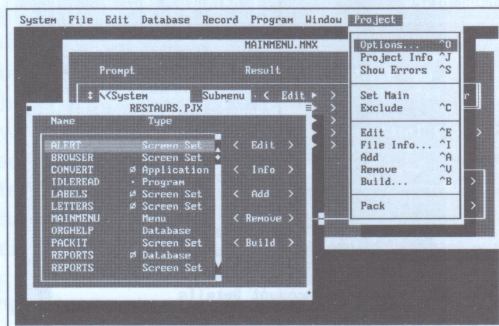 System File Edit Database Record Program Window Project
MAINMENU.MNX
Prompt Result
\<System Submenu < Edit >
Options... ^O
Project Info ^J
Show Errors ^S
Set Main
Exclude ^C
Edit ^E
File Info... ^I
Add ^A
Remove ^U
Build... ^B
Pack
RESTAURS.PJX
Name Type
ALERT Screen Set
BROWSER Screen Set
CONVERT ø Application
IDLEREAD • Program
LABELS ø Screen Set
LETTERS ø Screen Set
MAINMENU Menu
ORGHELP Database
PACKIT Screen Set
REPORTS ø Database
REPORTS Screen Set
< Edit >
< Info >
< Add >
< Remove >
< Build >